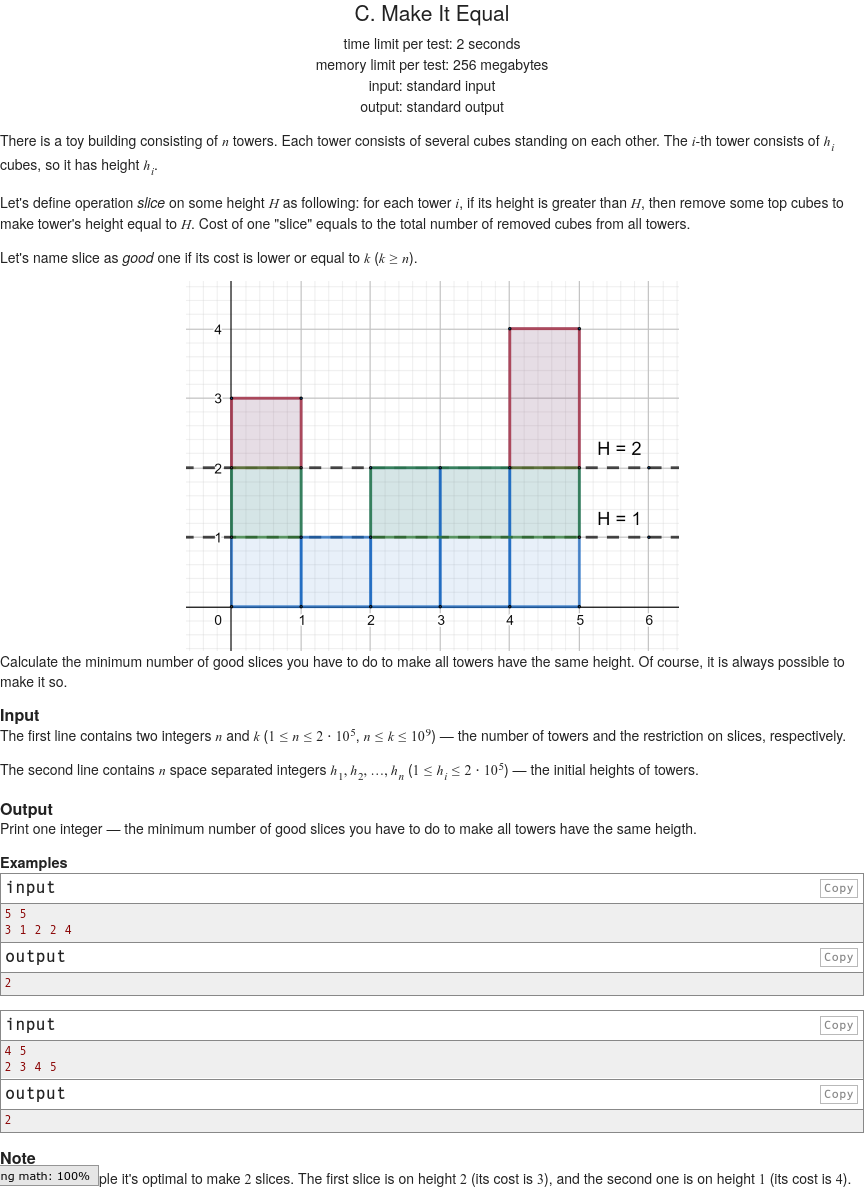 C. Make It Equal
time limit per test: 2 seconds
memory limit per test: 256 megabytes
input: standard input
output: standard output
There is a toy building consisting of n towers. Each tower consists of several cubes standing on each other. The i-th tower consists of h_i
cubes, so it has height h_i.
Let's define operation slice on some height H as following: for each tower i, if its height is greater than H, then remove some top cubes to
make tower's height equal to H. Cost of one "slice" equals to the total number of removed cubes from all towers.
Let's name slice as good one if its cost is lower or equal to k (k ≥ n).
4
3
H = 2
2
H = 1
1
0 1 2 3 4 5 6
Calculate the minimum number of good slices you have to do to make all towers have the same height. Of course, it is always possible to
make it so.
Input
The first line contains two integers n and k (1 ≤ n ≤ 2 · 10^5, n ≤ k ≤ 10^9) — the number of towers and the restriction on slices, respectively.
The second line contains n space separated integers h_1, h_2, …, h_n (1 ≤ h_i ≤ 2 · 10^5) — the initial heights of towers.
Output
Print one integer — the minimum number of good slices you have to do to make all towers have the same heigth.
Examples
input Copy
5 5
3 1 2 2 4
output Copy
2
input Copy
4 5
2 3 4 5
output Copy
2
Note
ng math: 100% ple it's optimal to make 2 slices. The first slice is on height 2 (its cost is 3), and the second one is on height 1 (its cost is 4).